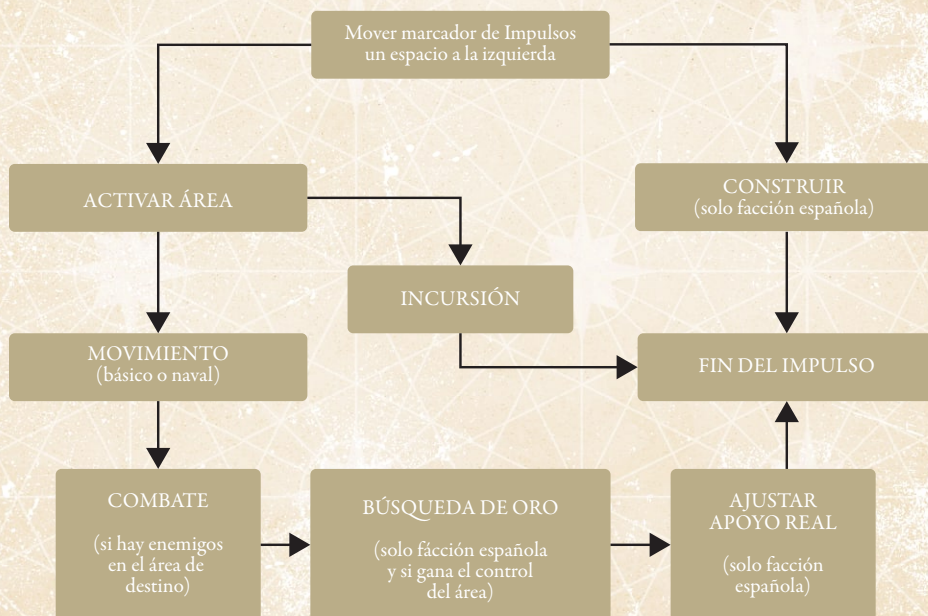 Mover marcador de Impulsos
un espacio a la izquierda
ACTIVAR ÁREA
CONSTRUIR
(solo facción española)
INCURSIÓN
MOVIMIENTO
(básico o naval)
FIN DEL IMPULSO
COMBATE
(si hay enemigos
en el área de
destino)
BÚSQUEDA DE ORO
(solo fácción española
y si gana el control
del área)
AJUSTAR
APOYO REAL
(solo facción
española)